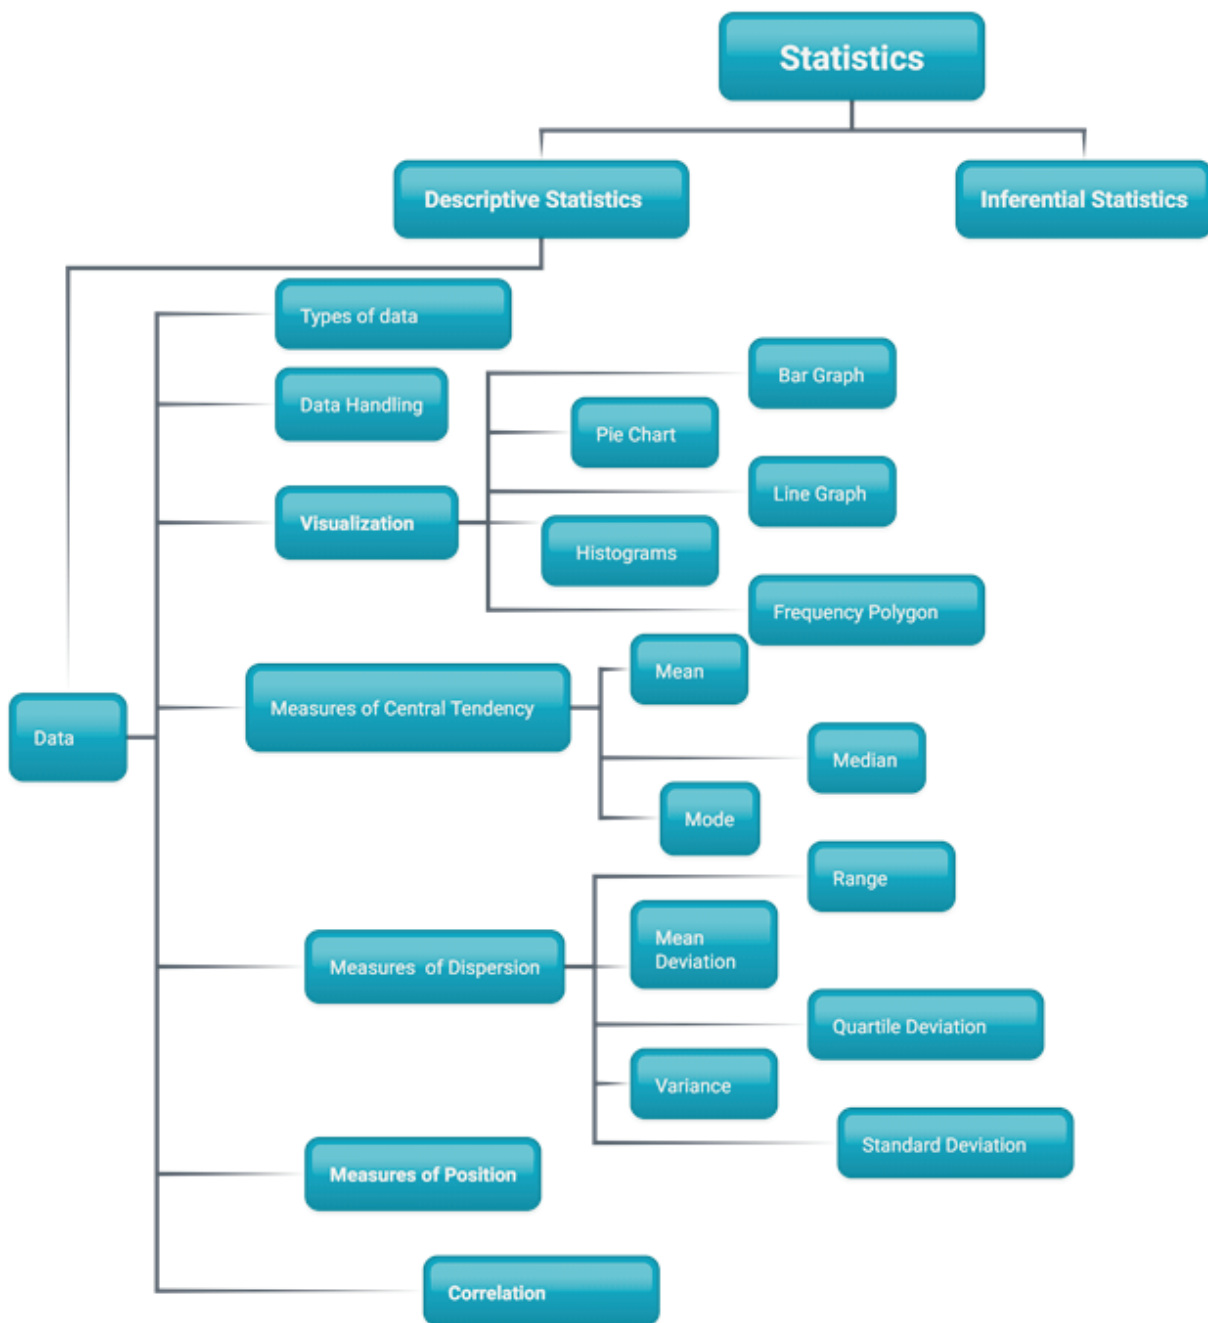 Statistics
Descriptive Statistics
Inferential Statistics
Types of data
Bar Graph
Data Handling
Pie Chart
Line Graph
Visualization
Histograms
Frequency Polygon
Mean
Measures of Central Tendency
Data
Median
Mode
Range
Mean
Deviation
Measures of Dispersion
Quartile Deviation
Variance
Standard Deviation
Measures of Position
Correlation